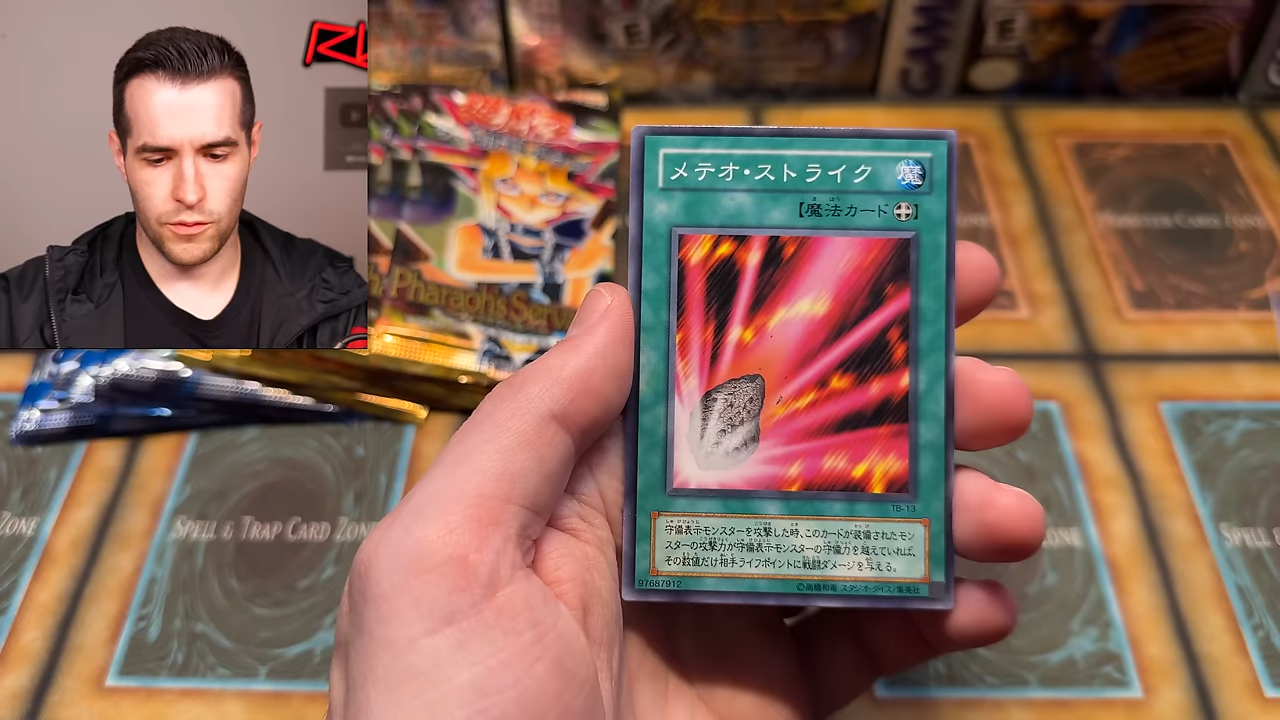 GAME
E
E
Pharaoh's
メテオ・ストライク
魔
【魔法カード】
TB-13
守備表示モンスターを攻撃した時、このカードが装備されたモン
スターの攻撃力が守備表示モンスターの守備力を越えていれば、
その数値だけ相手ライフポイントに戦闘ダメージを与える。
97687912
©高橋和希 スタジオ・ダイス/集英社
MONSTER CARD ZONE
SPELL & TRAP CARD ZONE
ZONE
ZONE
SPELL &